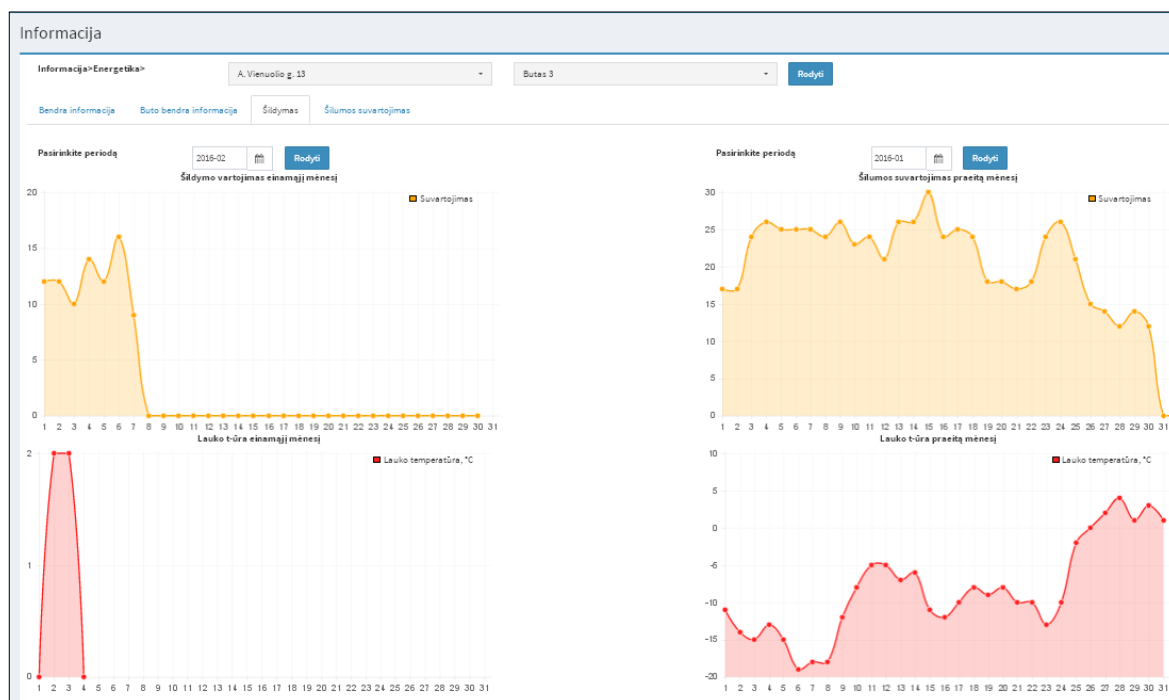 Informacija
Informacija>Energetika> A. Vienuolio g. 13 Butas 3 Rodyti
Bendra informacija Buto bendra informacija Šildymas Šilumos suvartojimas
Pasirinkite periodą 2016-02 Rodyti
Šildymo vartojimas einamąjį mėnesį
Suvartojimas
20
15
10
5
0
1 2 3 4 5 6 7 8 9 10 11 12 13 14 15 16 17 18 19 20 21 22 23 24 25 26 27 28 29 30 31
Lauko t-ūra einamąjį mėnesį
Lauko temperatūra, °C
2
1
0
1 2 3 4 5 6 7 8 9 10 11 12 13 14 15 16 17 18 19 20 21 22 23 24 25 26 27 28 29 30 31
Pasirinkite periodą 2016-01 Rodyti
Šilumos suvartojimas praeitą mėnesį
Suvartojimas
30
25
20
15
10
5
0
1 2 3 4 5 6 7 8 9 10 11 12 13 14 15 16 17 18 19 20 21 22 23 24 25 26 27 28 29 30 31
Lauko t-ūra praeitą mėnesį
Lauko temperatūra, °C
10
5
0
-5
-10
-15
-20
1 2 3 4 5 6 7 8 9 10 11 12 13 14 15 16 17 18 19 20 21 22 23 24 25 26 27 28 29 30 31